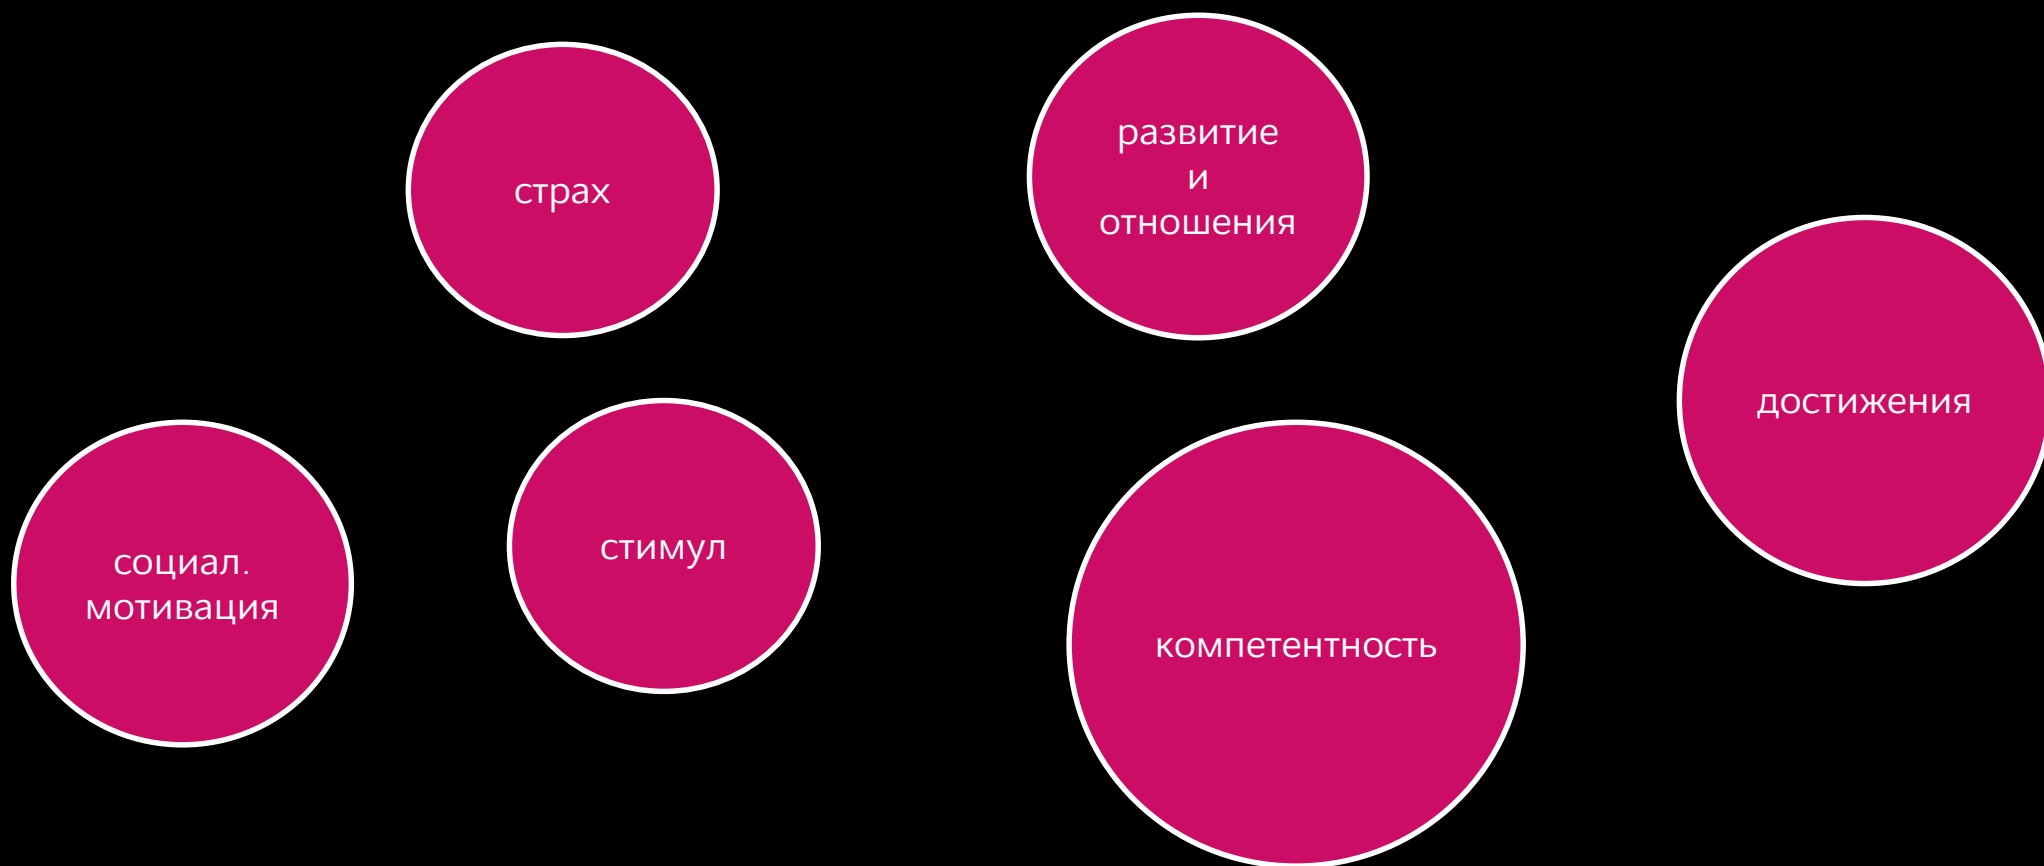 страх
развитие
и
отношения
достижения
социал.
мотивация
стимул
компетентность